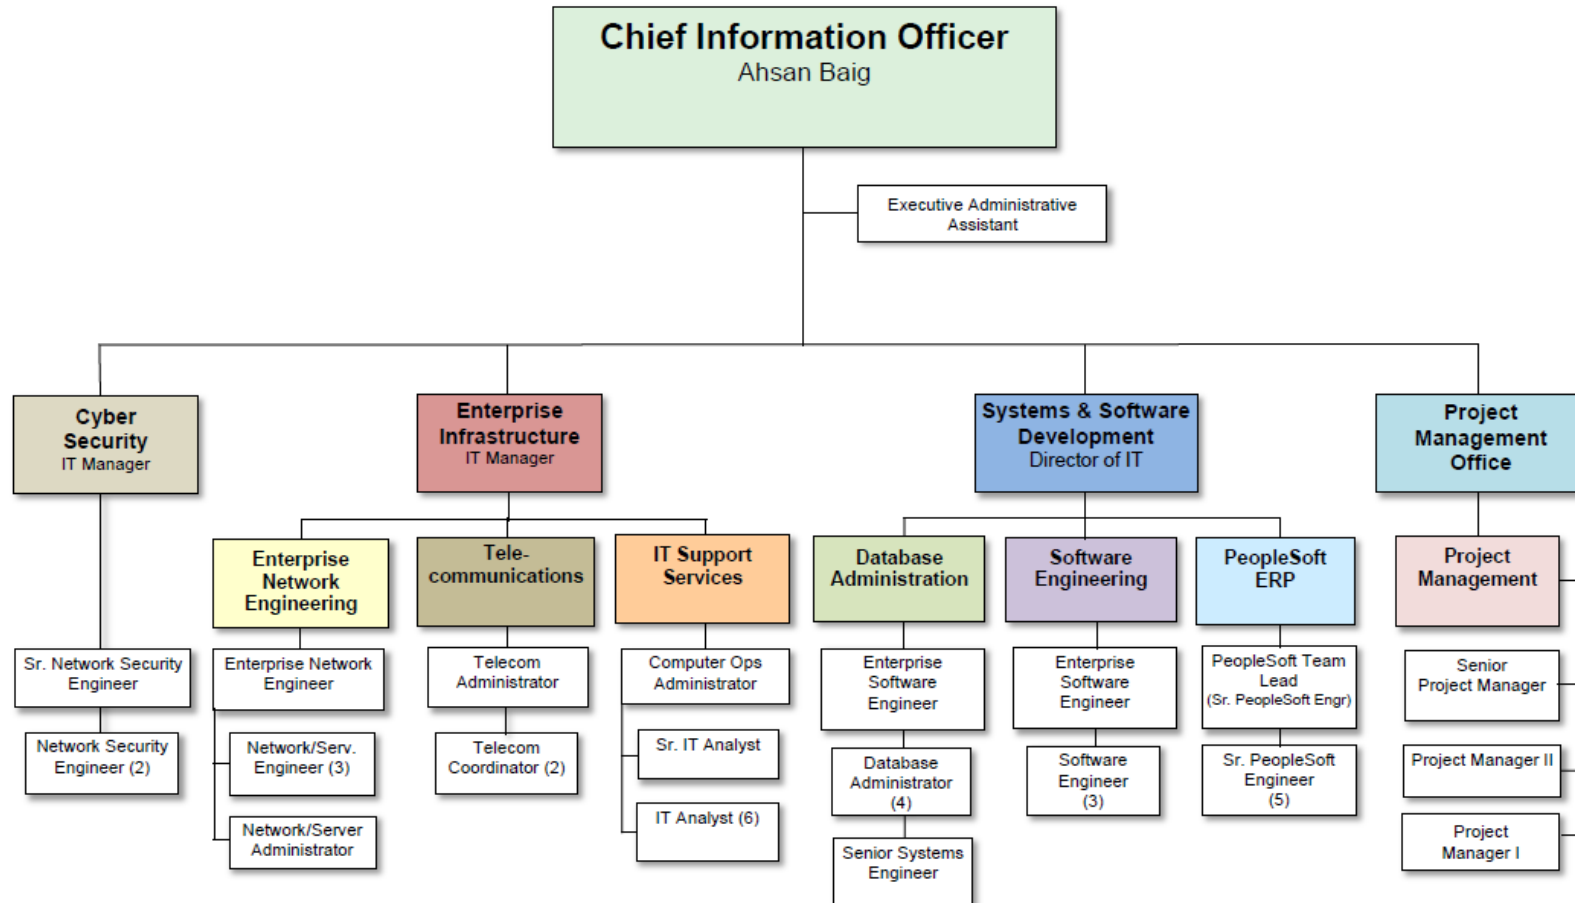 Chief Information Officer
Ahsan Baig
Executive Administrative
Assistant
Cyber
Security
IT Manager
Enterprise
Infrastructure
IT Manager
Systems & Software
Development
Director of IT
Project
Management
Office
Enterprise
Network
Engineering
Tele-
communications
IT Support
Services
Database
Administration
Software
Engineering
PeopleSoft
ERP
Project
Management
Sr. Network Security
Engineer
Network Security
Engineer (2)
Enterprise Network
Engineer
Network/Serv.
Engineer (3)
Network/Server
Administrator
Telecom
Administrator
Telecom
Coordinator (2)
Computer Ops
Administrator
Sr. IT Analyst
IT Analyst (6)
Enterprise
Software
Engineer
Database
Administrator
(4)
Senior Systems
Engineer
Enterprise
Software
Engineer
Software
Engineer
(3)
PeopleSoft Team
Lead
(Sr. PeopleSoft Engr)
Sr. PeopleSoft
Engineer
(5)
Senior
Project Manager
Project Manager II
Project
Manager I